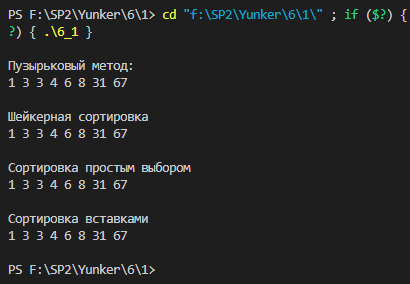 PS F:\SP2\Yunker\6\1> cd "f:\SP2\Yunker\6\1\" ; if ($?) {
?) { .\6_1 }
Пузырьковый метод:
1 3 3 4 6 8 31 67
Шейкерная сортировка
1 3 3 4 6 8 31 67
Сортировка простым выбором
1 3 3 4 6 8 31 67
Сортировка вставками
1 3 3 4 6 8 31 67
PS F:\SP2\Yunker\6\1>